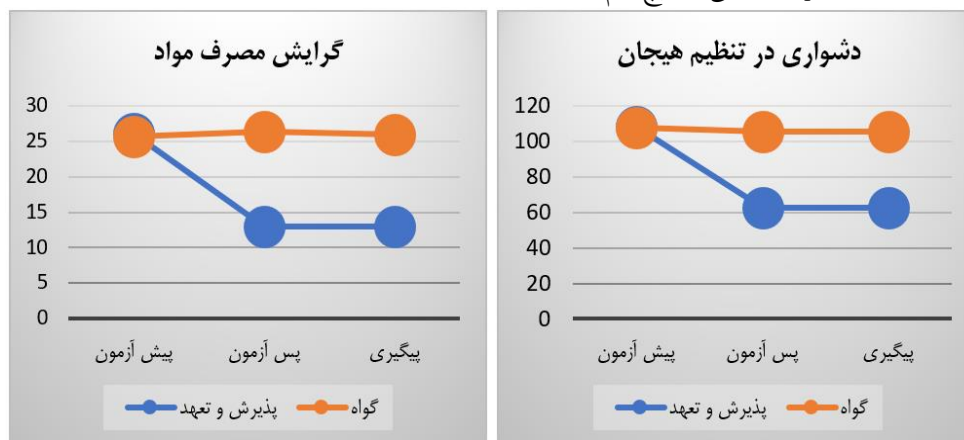 گرایش مصرف مواد
30
25
20
15
10
5
0
پیش آزمون
پس آزمون
پیگیری
پذیرش و تعهد
گواه
دشواری در تنظیم هیجان
120
100
80
60
40
20
0
پیش آزمون
پس آزمون
پیگیری
پذیرش و تعهد
گواه